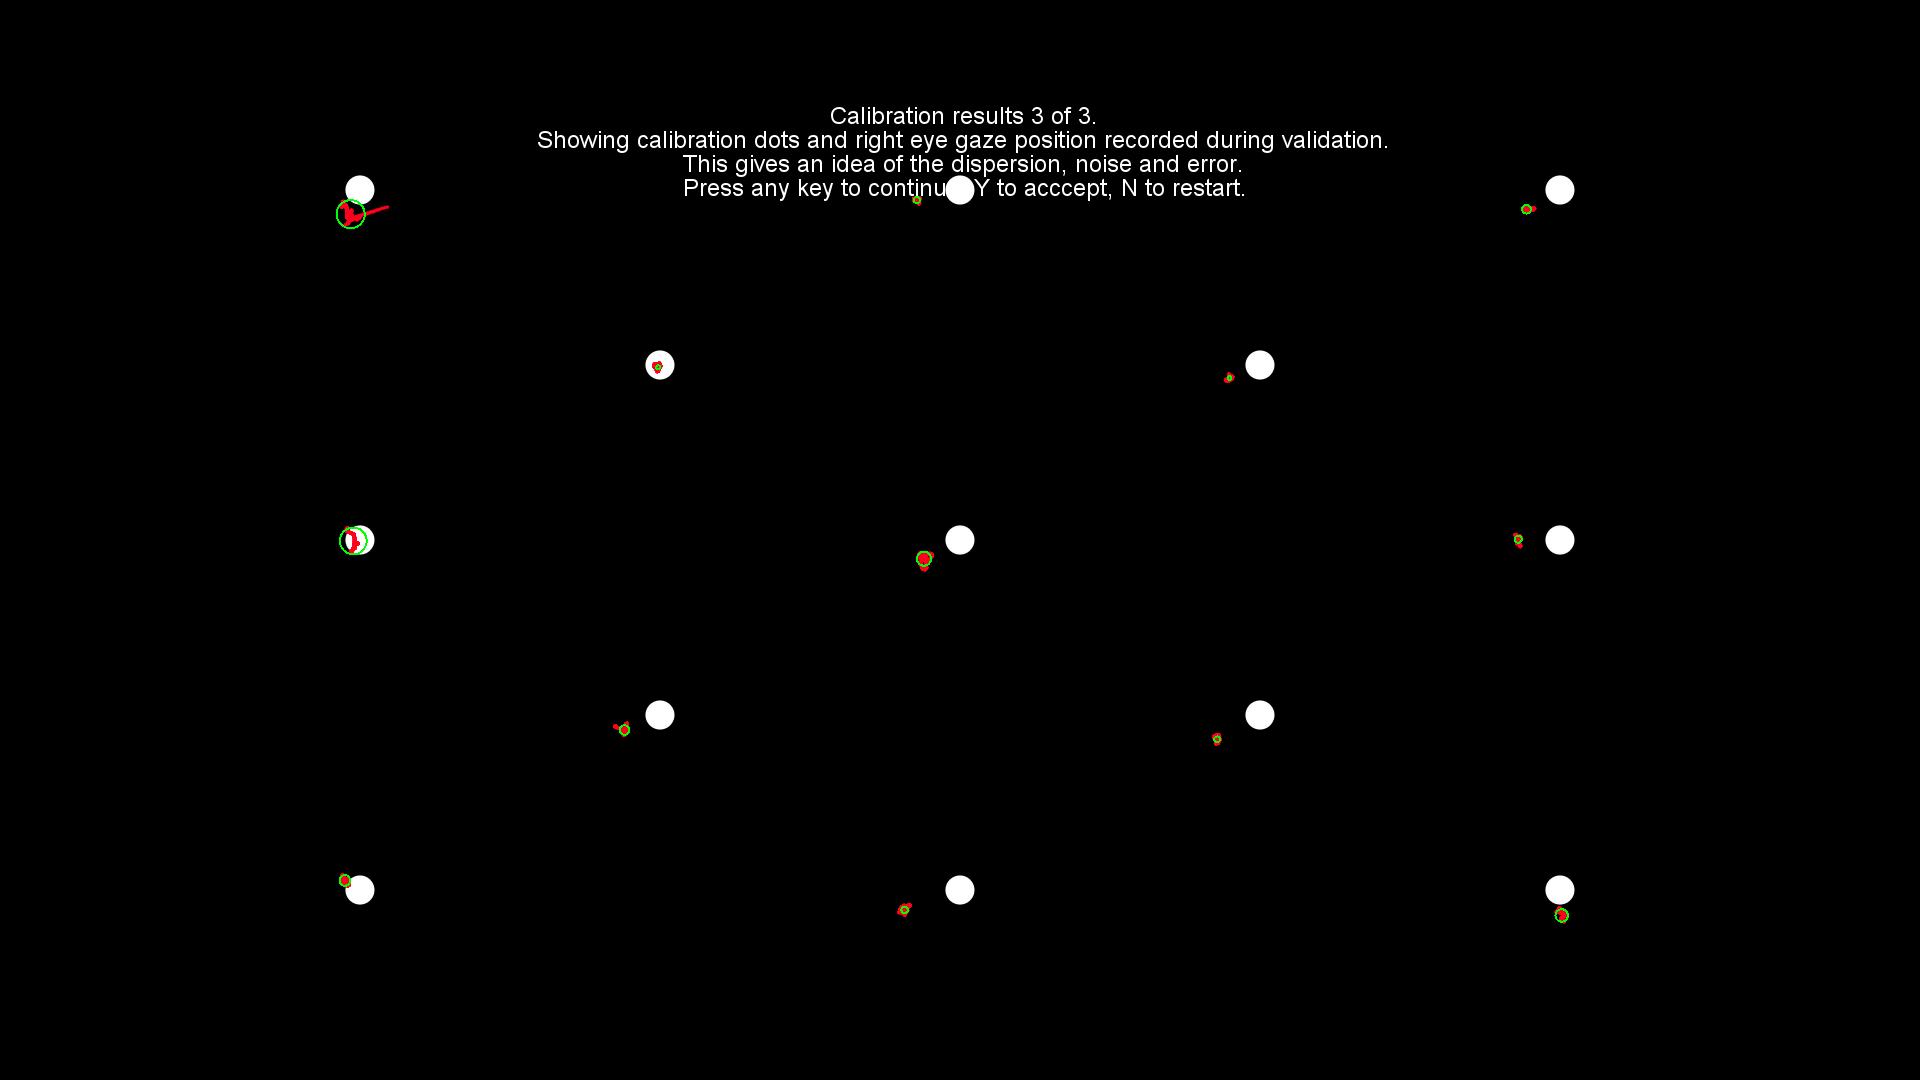 Calibration results 3 of 3.
Showing calibration dots and right eye gaze position recorded during validation.
This gives an idea of the dispersion, noise and error.
Press any key to continu Y to acccept, N to restart.